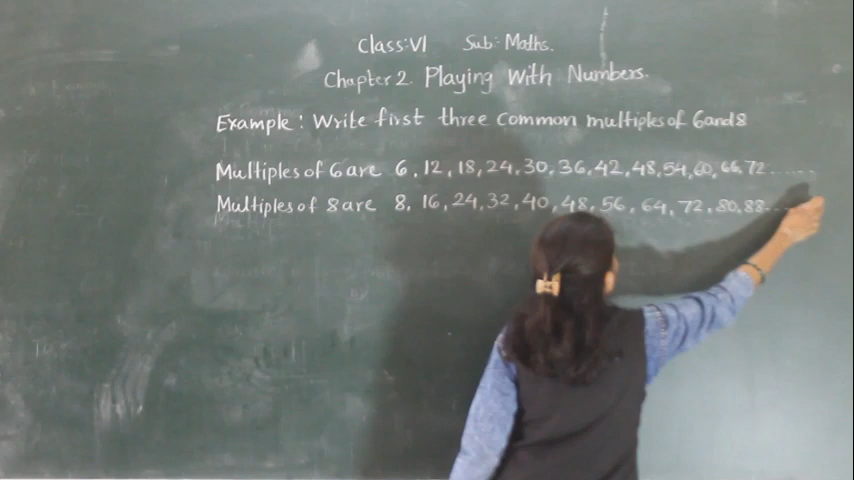 Class:VI Sub:- Maths.
Chapter 2. Playing With Numbers.
Example: Write first three common multiples of 6 and 8
Multiples of 6 are 6, 12, 18, 24, 30, 36, 42, 48, 54, 60, 66, 72.......
Multiples of 8 are 8, 16, 24, 32, 40, 48, 56, 64, 72, 80, 88...